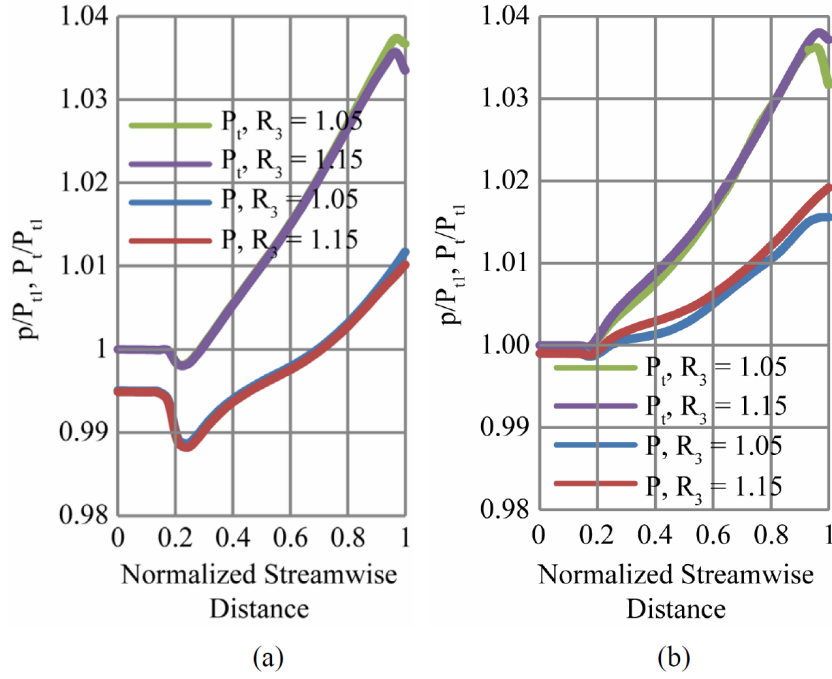 1.04
1.03
1.02
1.01
1
0.99
0.98
p/Pt1, Pt/Pt1
Pt, R3 = 1.05
Pt, R3 = 1.15
P, R3 = 1.05
P, R3 = 1.15
0 0.2 0.4 0.6 0.8 1
Normalized Streamwise
Distance
(a)
1.04
1.03
1.02
1.01
1.00
0.99
0.98
p/Pt1, Pt/Pt1
Pt, R3 = 1.05
Pt, R3 = 1.15
P, R3 = 1.05
P, R3 = 1.15
0 0.2 0.4 0.6 0.8 1
Normalized Streamwise
Distance
(b)